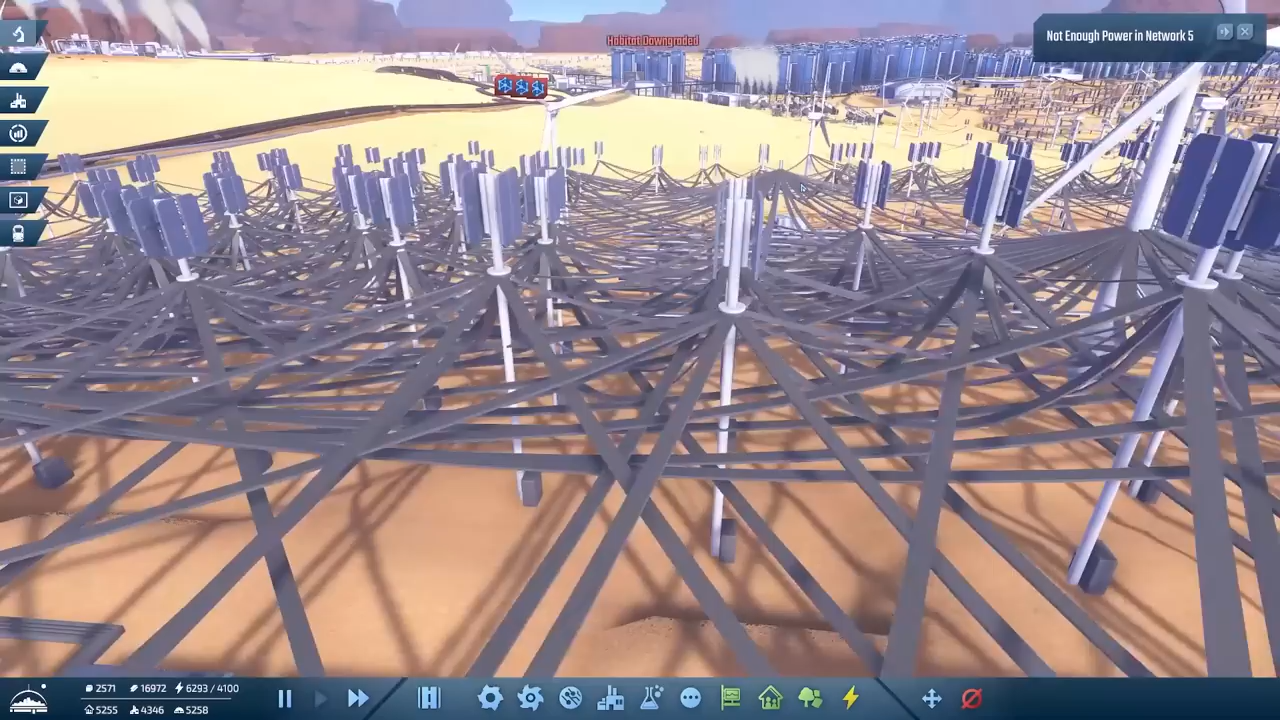 Habitat Downgraded
Not Enough Power in Network 5
2571 16972 6293 / 4100
5255 4346 5258